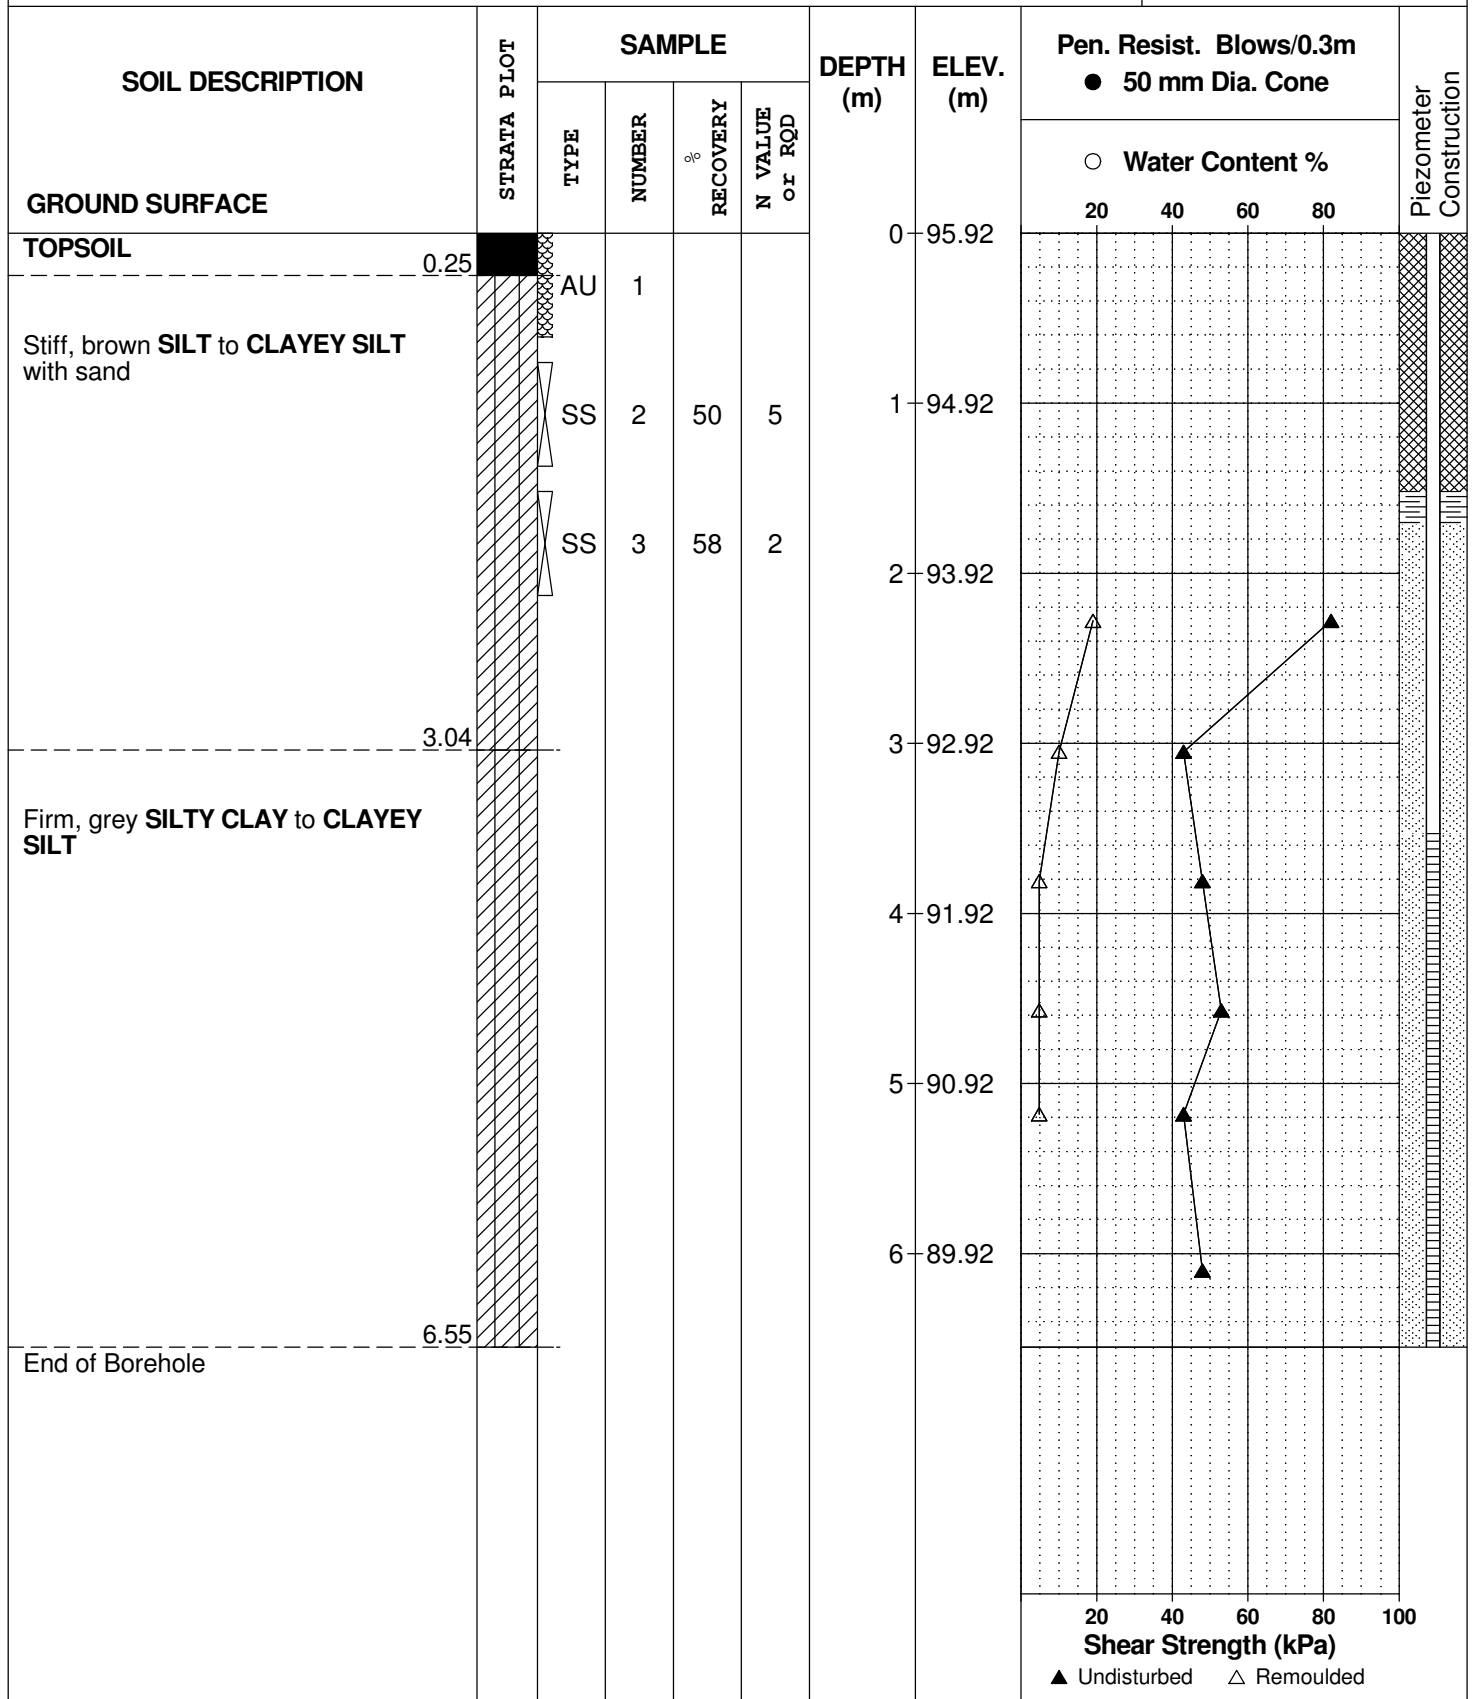 SOIL DESCRIPTION
GROUND SURFACE
STRATA PLOT
SAMPLE
TYPE
NUMBER
%
RECOVERY
N VALUE
or RQD
DEPTH
(m)
ELEV.
(m)
Pen. Resist. Blows/0.3m
● 50 mm Dia. Cone
○ Water Content %
20 40 60 80
Piezometer
Construction
TOPSOIL
0.25
AU 1
0 95.92
Stiff, brown SILT to CLAYEY SILT
with sand
SS 2 50 5
1 94.92
SS 3 58 2
2 93.92
3.04
3 92.92
Firm, grey SILTY CLAY to CLAYEY
SILT
4 91.92
5 90.92
6 89.92
6.55
End of Borehole
20 40 60 80 100
Shear Strength (kPa)
▲ Undisturbed △ Remoulded